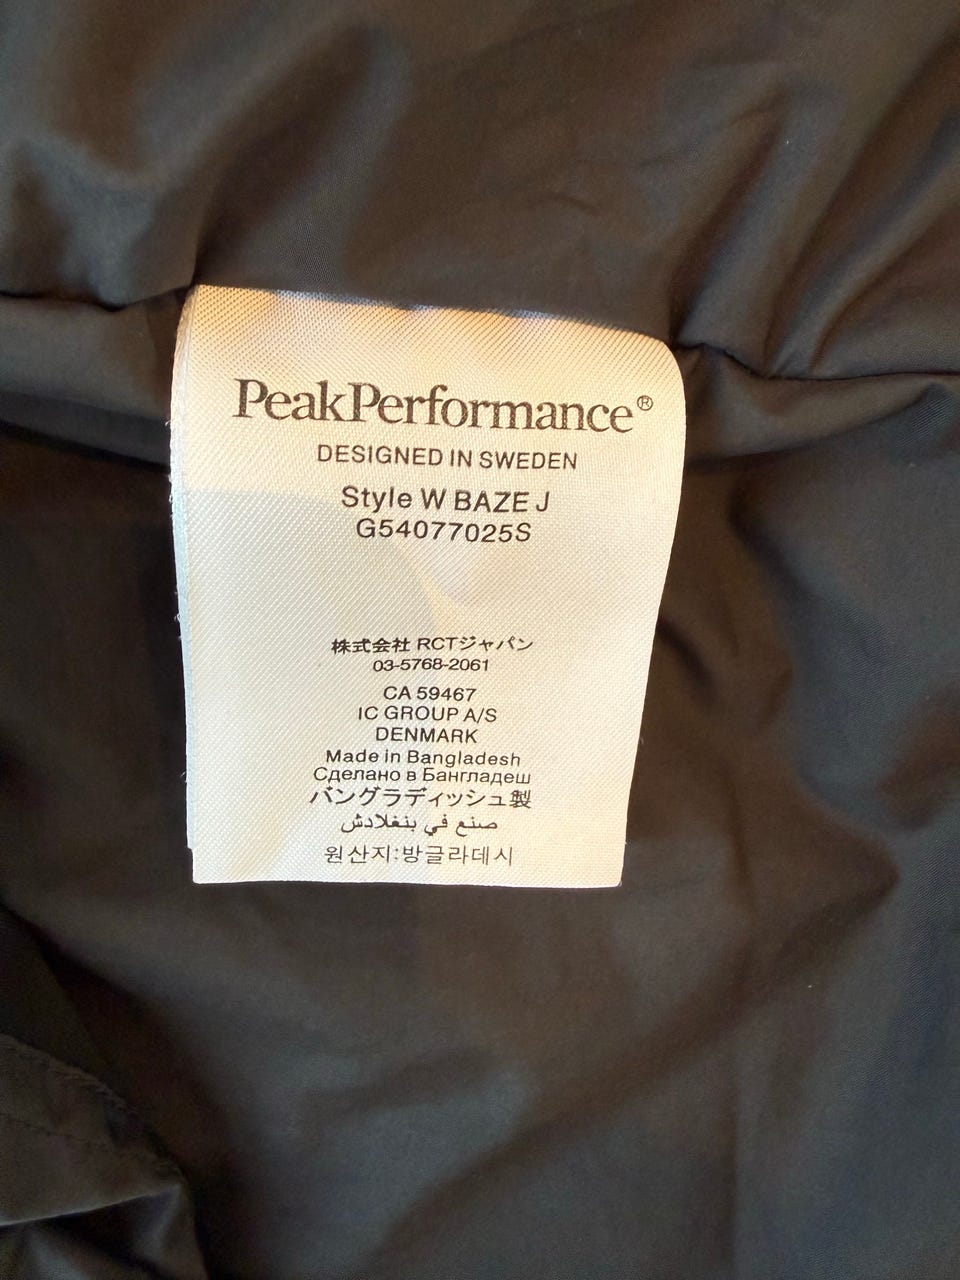 PeakPerformance®
DESIGNED IN SWEDEN
Style W BAZE J
G54077025S
株式会社 RCTジャパン
03-5768-2061
CA 59467
IC GROUP A/S
DENMARK
Made in Bangladesh
Сделано в Бангладеш
バングラディッシュ製
صنع في بنغلادش
원산지:방글라데시